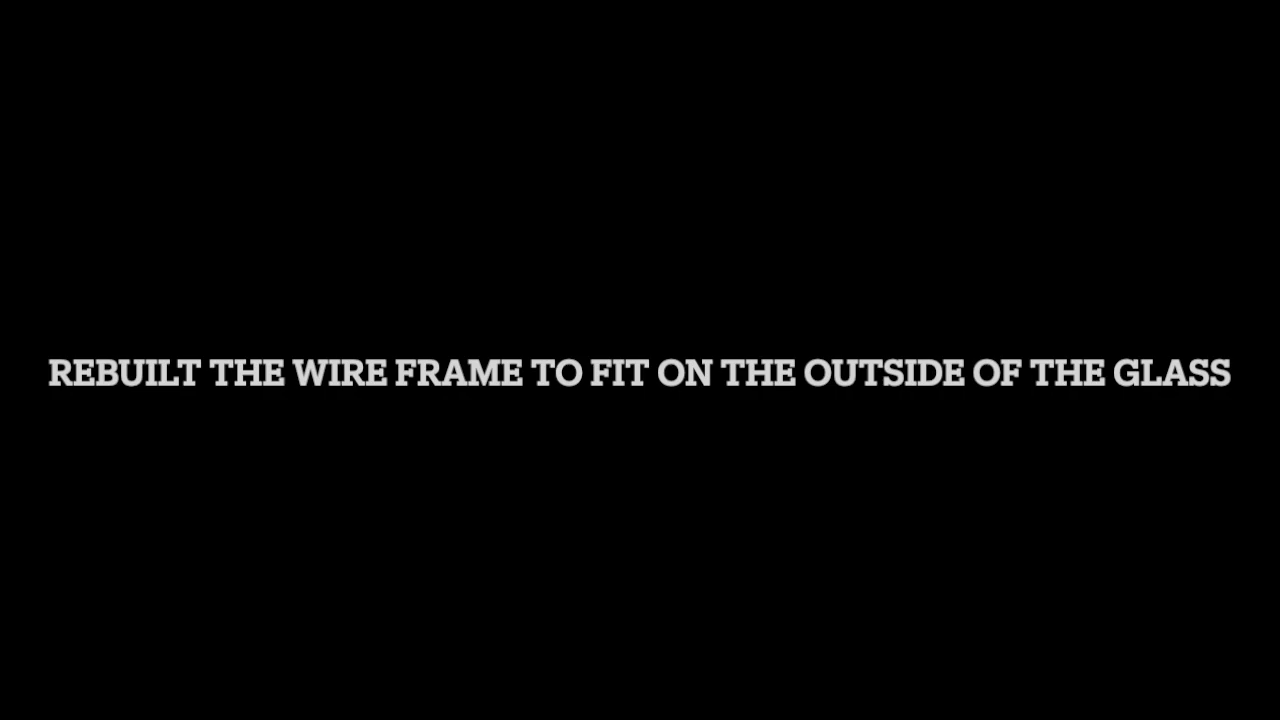 REBUILT THE WIRE FRAME TO FIT ON THE OUTSIDE OF THE GLASS